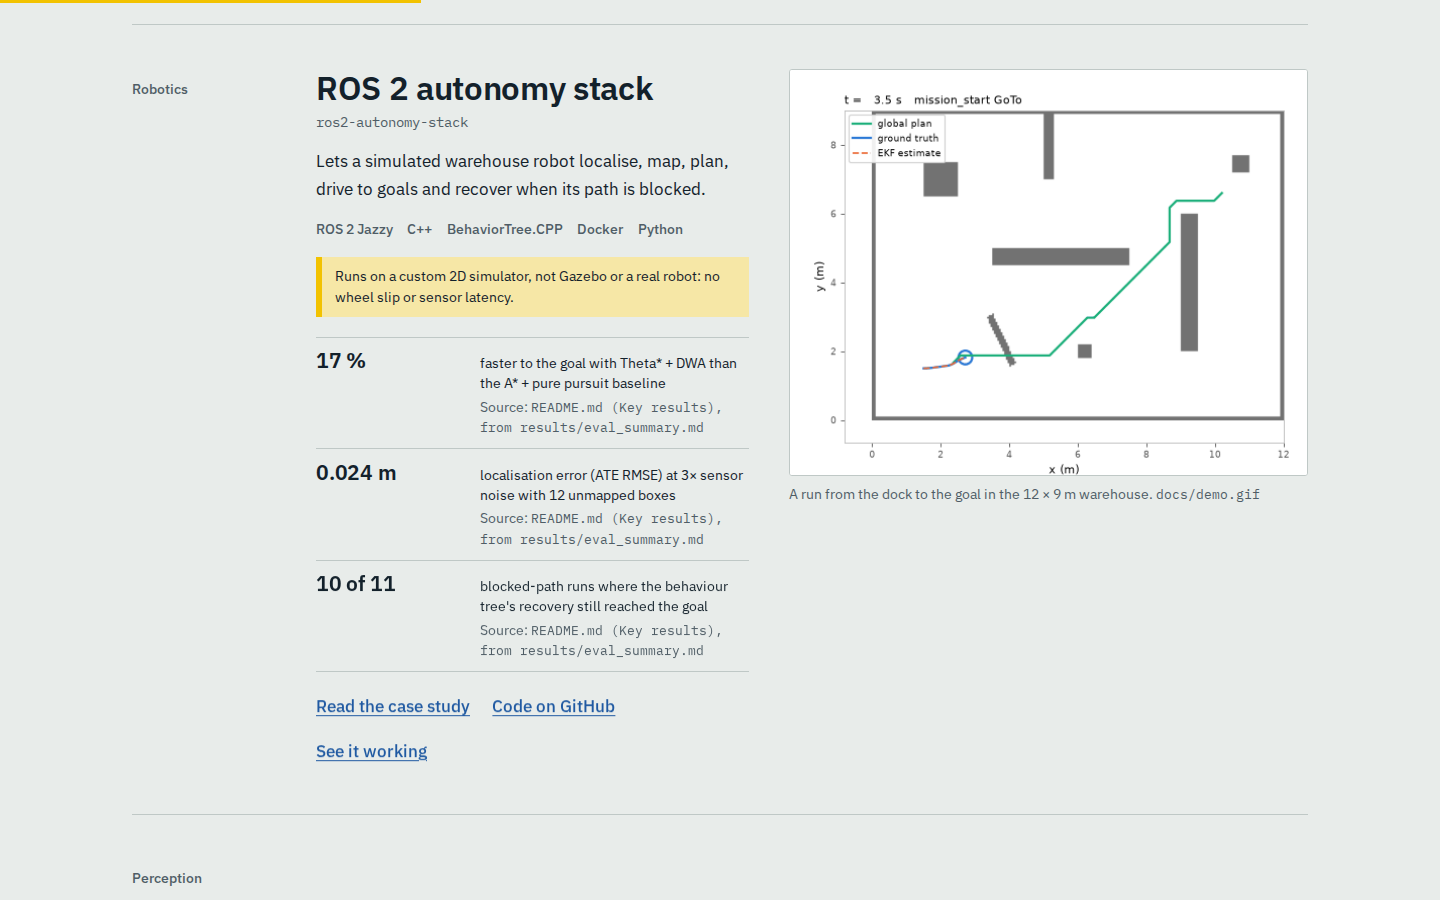 Robotics
ROS 2 autonomy stack
ros2-autonomy-stack
Lets a simulated warehouse robot localise, map, plan,
drive to goals and recover when its path is blocked.
ROS 2 Jazzy C++ BehaviorTree.CPP Docker Python
Runs on a custom 2D simulator, not Gazebo or a real robot: no
wheel slip or sensor latency.
17 %
faster to the goal with Theta* + DWA than
the A* + pure pursuit baseline
Source: README.md (Key results),
from results/eval_summary.md
0.024 m
localisation error (ATE RMSE) at 3× sensor
noise with 12 unmapped boxes
Source: README.md (Key results),
from results/eval_summary.md
10 of 11
blocked-path runs where the behaviour
tree's recovery still reached the goal
Source: README.md (Key results),
from results/eval_summary.md
Read the case study Code on GitHub
See it working
t = 3.5 s mission_start GoTo
global plan
ground truth
EKF estimate
8
6
4
2
0
y (m)
0 2 4 6 8 10 12
x (m)
A run from the dock to the goal in the 12 × 9 m warehouse. docs/demo.gif
Perception